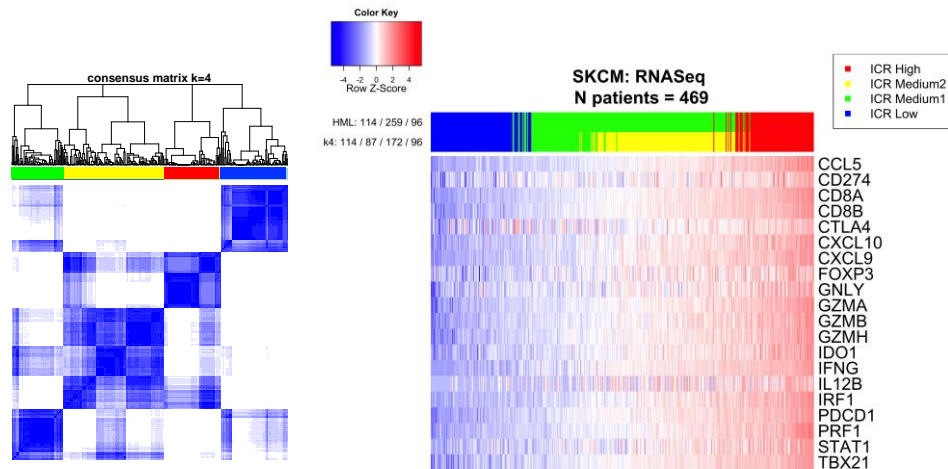 consensus matrix k=4
Color Key
-4 -2 0 2 4
Row Z-Score
SKCM: RNASeq
N patients = 469
ICR High
ICR Medium2
ICR Medium1
ICR Low
HML: 114 / 259 / 96
k4: 114 / 87 / 172 / 96
CCL5
CD274
CD8A
CD8B
CTLA4
CXCL10
CXCL9
FOXP3
GNLY
GZMA
GZMB
GZMH
IDO1
IFNG
IL12B
IRF1
PDCD1
PRF1
STAT1
TBX21